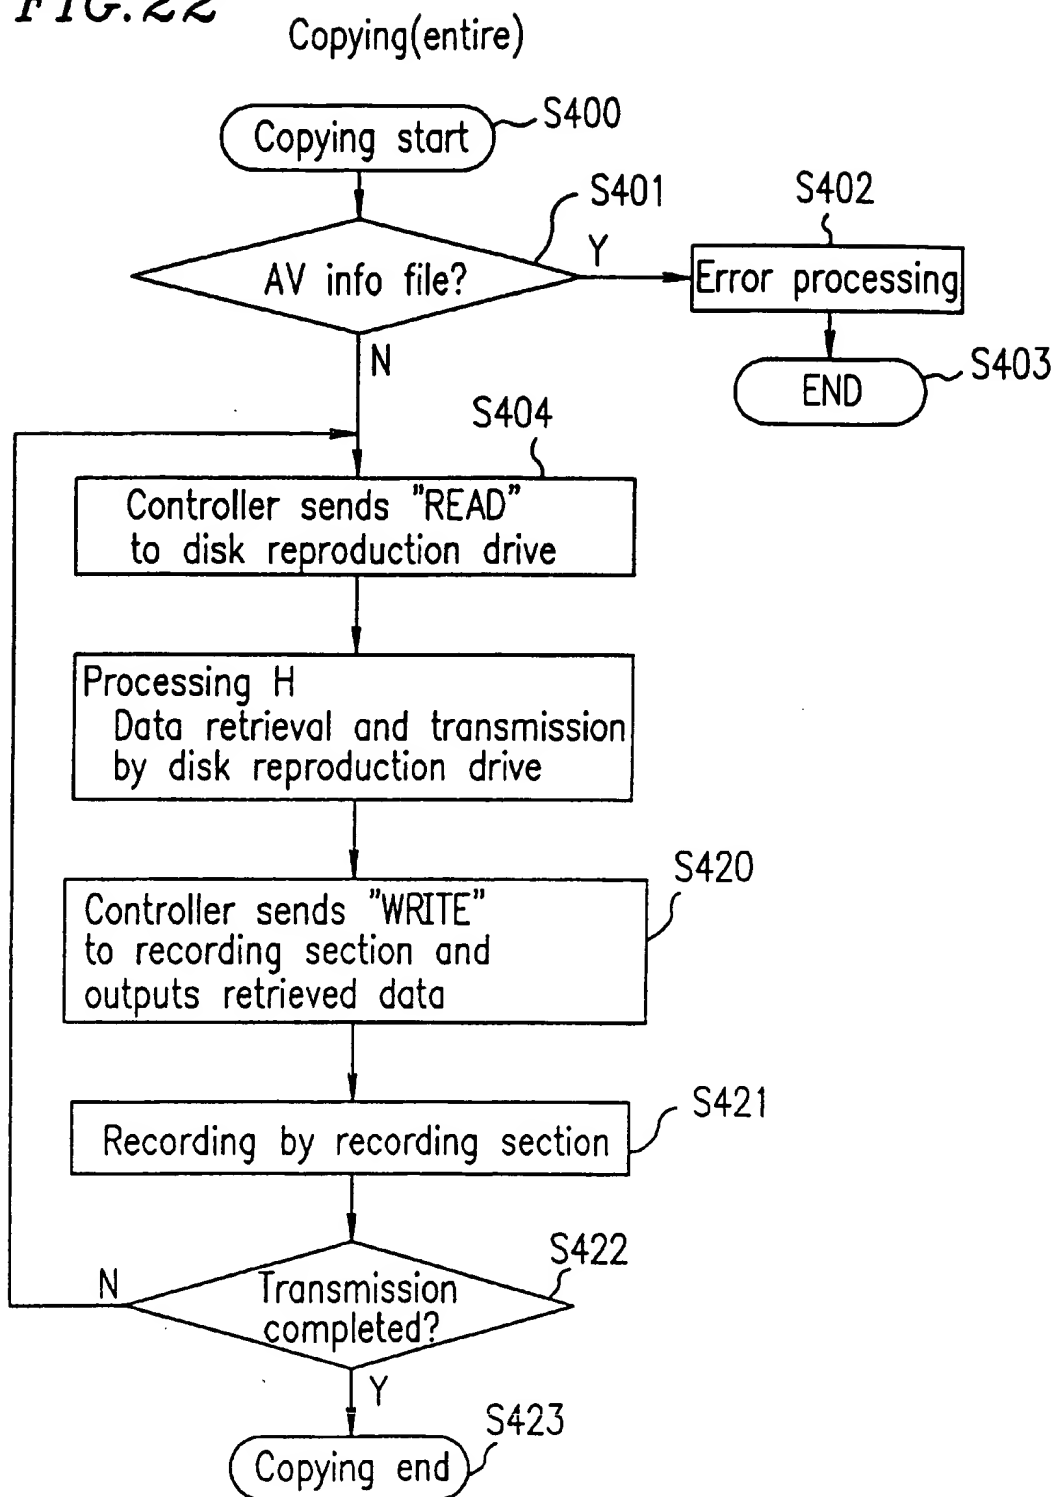 FIG.22
Copying(entire)
Copying start
S400
S401
AV info file?
Y
S402
Error processing
END
S403
N
S404
Controller sends "READ"
to disk reproduction drive
Processing H
Data retrieval and transmission
by disk reproduction drive
S420
Controller sends "WRITE"
to recording section and
outputs retrieved data
S421
Recording by recording section
S422
Transmission
completed?
N
Y
S423
Copying end